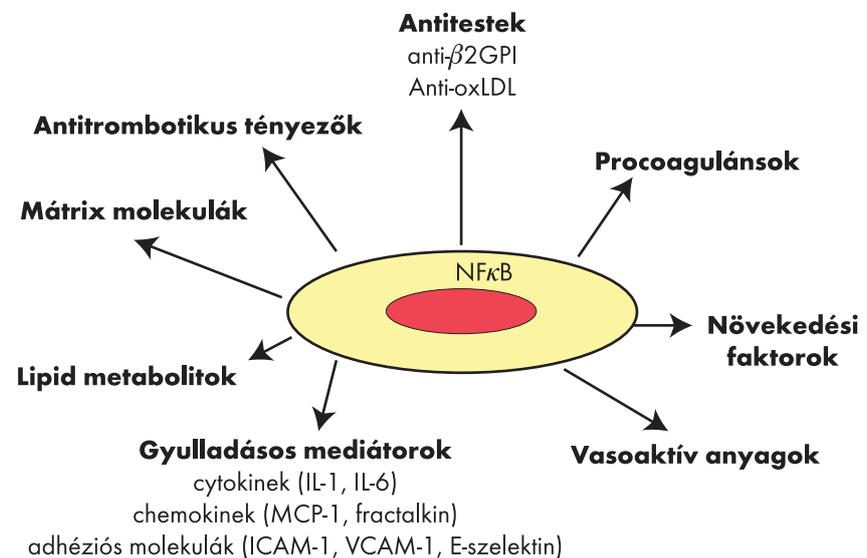 Antitestek
anti-β2GPI
Anti-oxLDL
Antitrombotikus tényezők
Procoagulánsok
Mátrix molekulák
NFκB
Növekedési
faktorok
Lipid metabolitok
Gyulladásos mediátorok
cytokinek (IL-1, IL-6)
chemokinek (MCP-1, fractalkin)
adhéziós molekulák (ICAM-1, VCAM-1, E-szelektin)
Vasoaktív anyagok